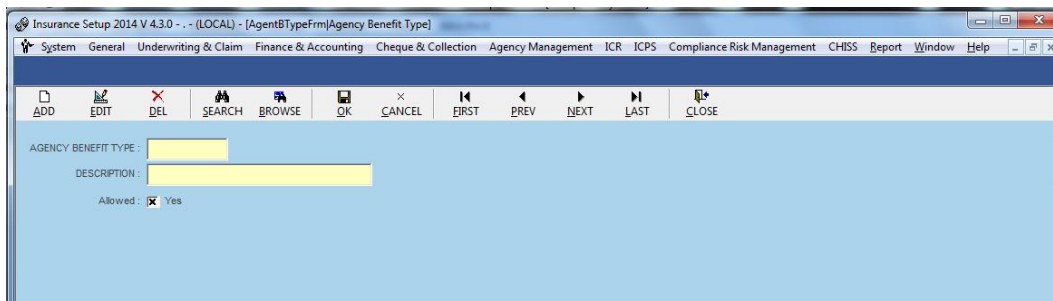 Insurance Setup 2014 V 4.3.0 - . - (LOCAL) - [AgentBTypeFrm|Agency Benefit Type]
System General Underwriting & Claim Finance & Accounting Cheque & Collection Agency Management ICR ICPS Compliance Risk Management CHISS Report Window Help
ADD EDIT DEL SEARCH BROWSE OK CANCEL FIRST PREV NEXT LAST CLOSE
AGENCY BENEFIT TYPE :
DESCRIPTION :
Allowed : Yes